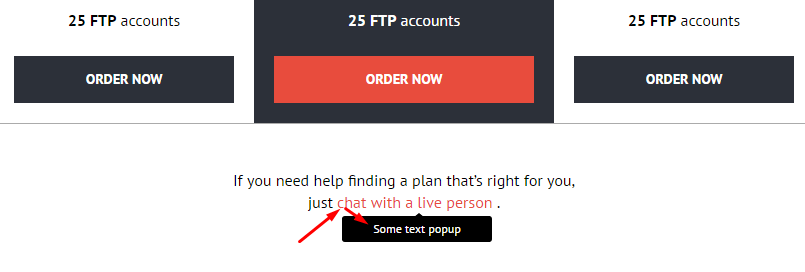 25 FTP accounts 25 FTP accounts 25 FTP accounts
ORDER NOW ORDER NOW ORDER NOW
If you need help finding a plan that's right for you,
just chat with a live person .
Some text popup